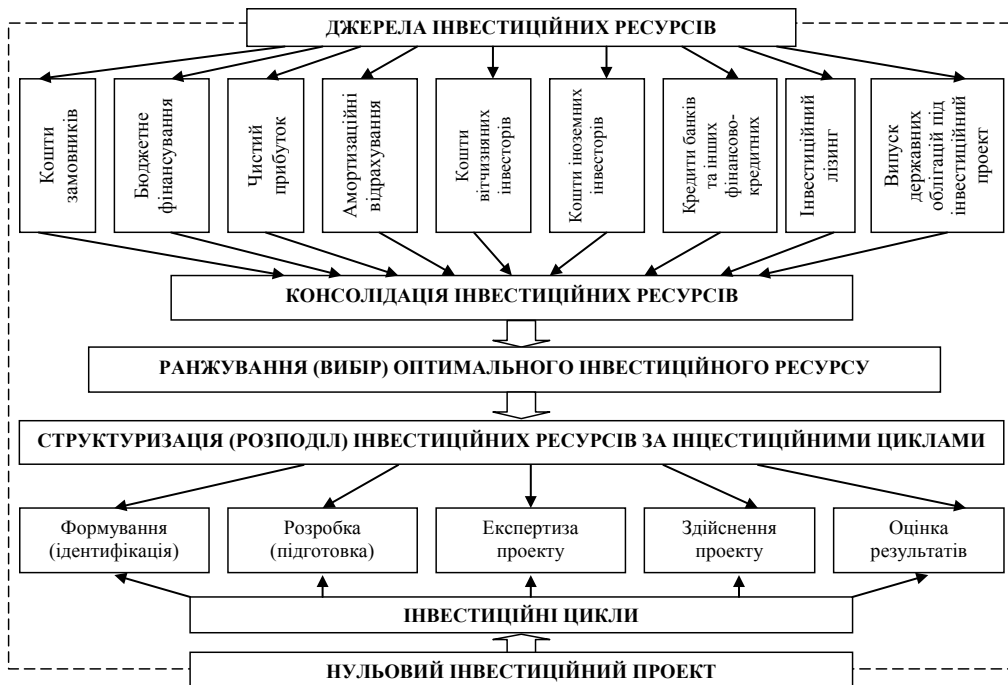 ДЖЕРЕЛА ІНВЕСТИЦІЙНИХ РЕСУРСІВ
Кошти
замовників
Бюджетне
фінансування
Чистий
прибуток
Амортизаційні
відрахування
Кошти
вітчизняних
інвесторів
Кошти іноземних
інвесторів
Кредити банків
та інших
фінансово-
кредитних
Інвестиційний
лізинг
Випуск
державних
облігацій під
інвестиційний
проект
КОНСОЛІДАЦІЯ ІНВЕСТИЦІЙНИХ РЕСУРСІВ
РАНЖУВАННЯ (ВИБІР) ОПТИМАЛЬНОГО ІНВЕСТИЦІЙНОГО РЕСУРСУ
СТРУКТУРИЗАЦІЯ (РОЗПОДІЛ) ІНВЕСТИЦІЙНИХ РЕСУРСІВ ЗА ІНЦЕСТИЦІЙНИМИ ЦИКЛАМИ
Формування
(ідентифікація)
Розробка
(підготовка)
Експертиза
проекту
Здійснення
проекту
Оцінка
результатів
ІНВЕСТИЦІЙНІ ЦИКЛИ
НУЛЬОВИЙ ІНВЕСТИЦІЙНИЙ ПРОЕКТ